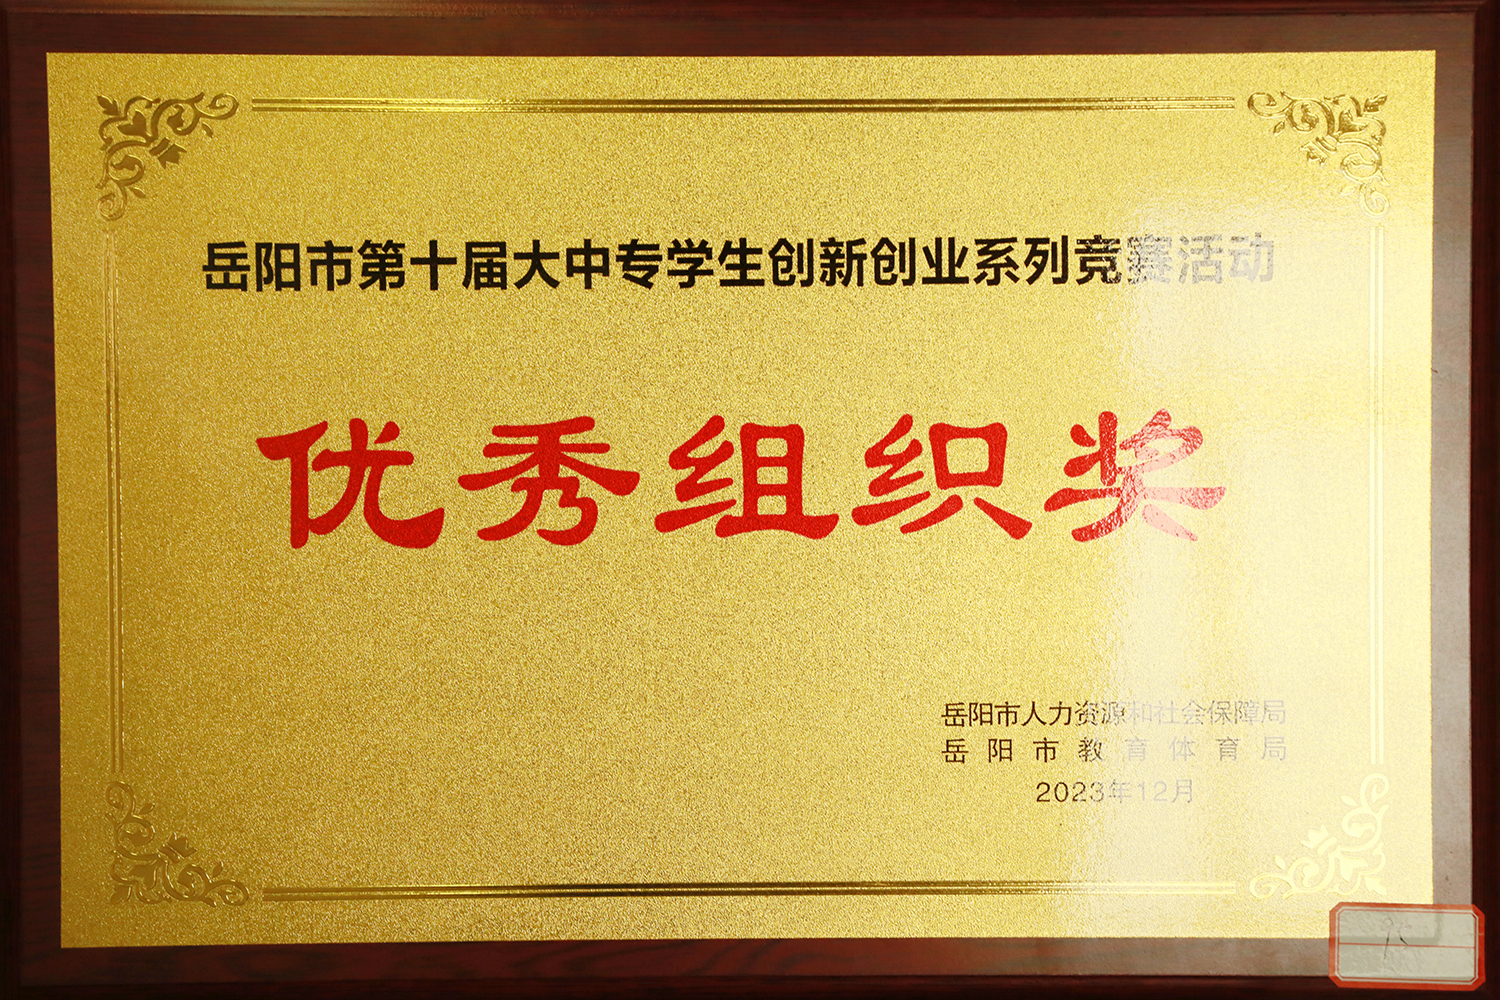 岳阳市第十届大中专学生创新创业系列竞赛活动
优秀组织奖
岳阳市人力资源和社会保障局
岳阳市教育体育局
2023年12月